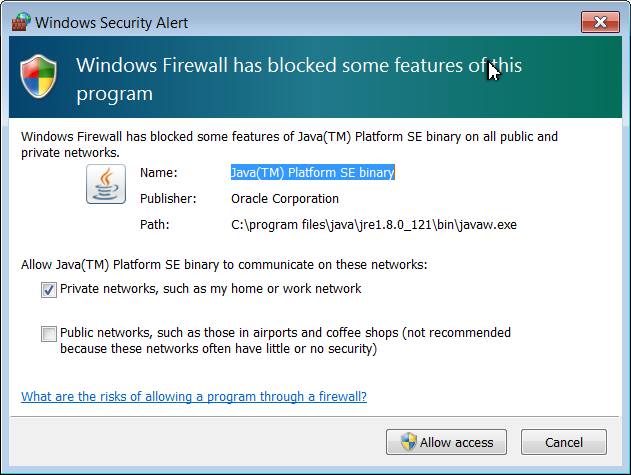 Windows Security Alert
Windows Firewall has blocked some features of this
program
Windows Firewall has blocked some features of Java(TM) Platform SE binary on all public and
private networks.
Name: Java(TM) Platform SE binary
Publisher: Oracle Corporation
Path: C:\program files\java\jre1.8.0_121\bin\javaw.exe
Allow Java(TM) Platform SE binary to communicate on these networks:
Private networks, such as my home or work network
Public networks, such as those in airports and coffee shops (not recommended
because these networks often have little or no security)
What are the risks of allowing a program through a firewall?
Allow access Cancel